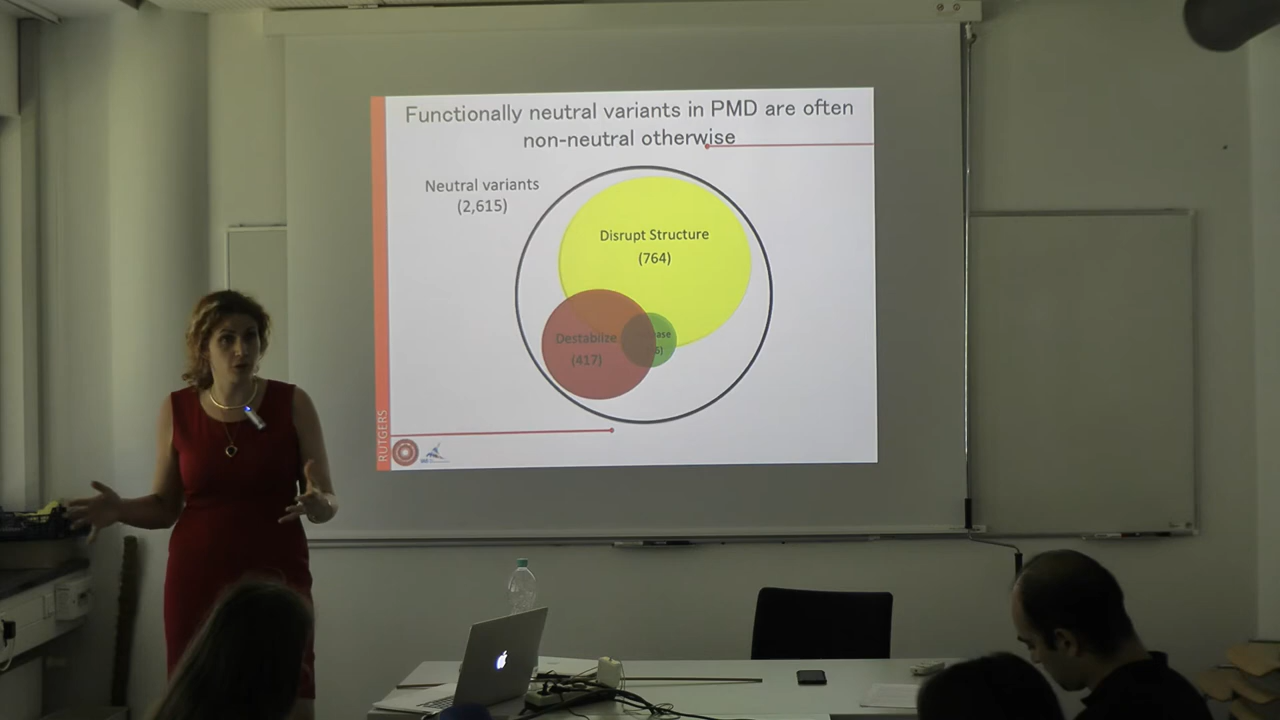 Functionally neutral variants in PMD are often
non-neutral otherwise
Neutral variants
(2,615)
Disrupt Structure
(764)
Destabilize
(417)
RUTGERS